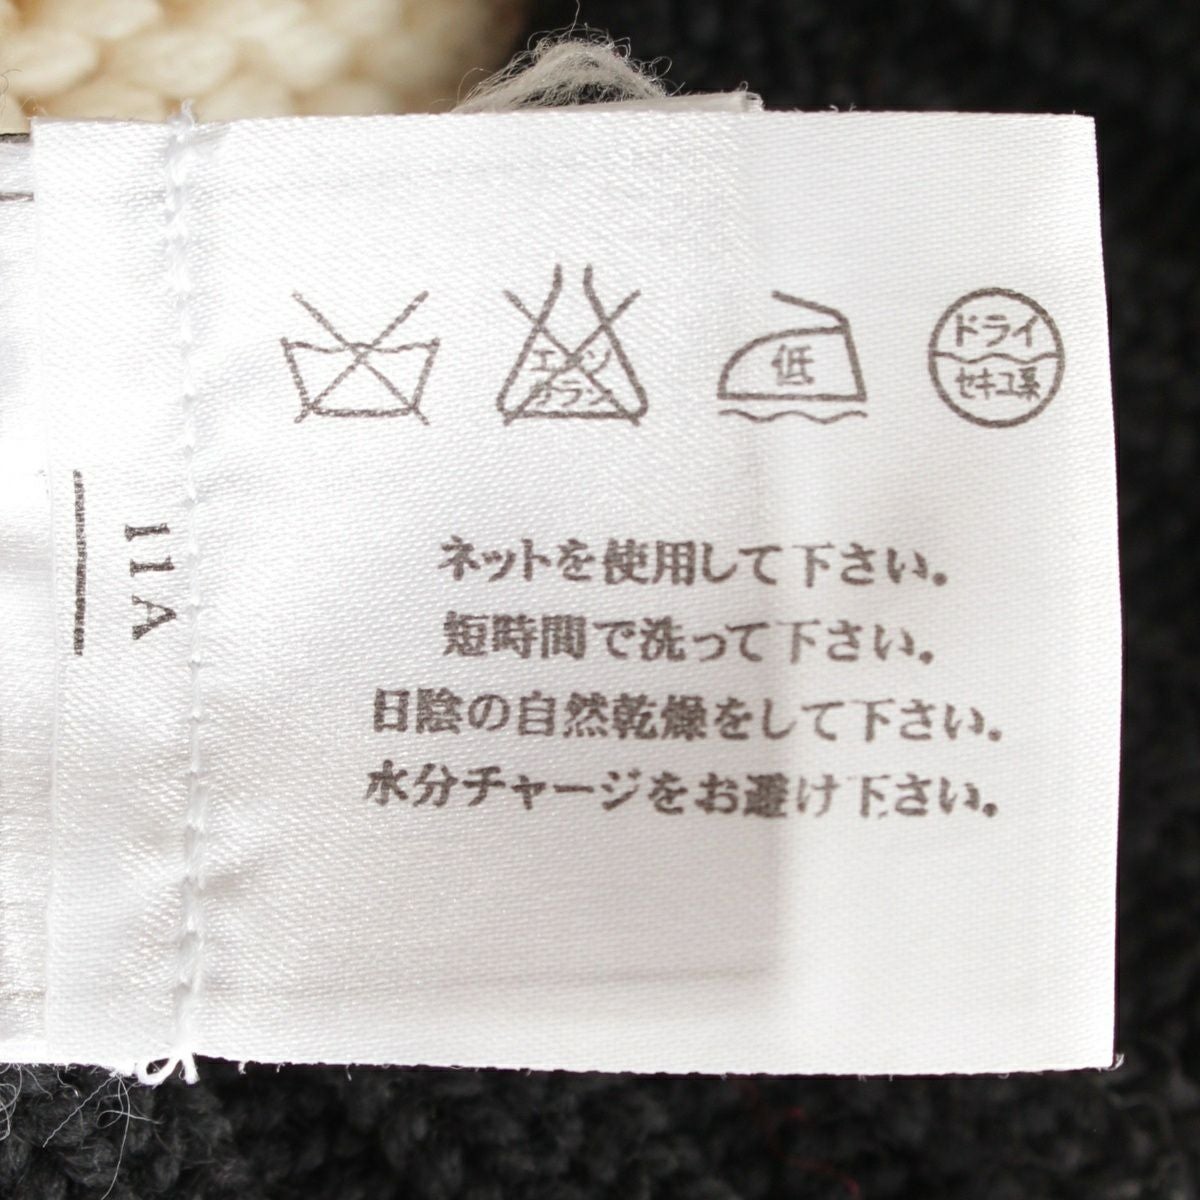 エンソ
サラシ
低
ドライ
セキユ系
ネットを使用して下さい。
短時間で洗って下さい。
日陰の自然乾燥をして下さい。
水分チャージをお避け下さい。
11A